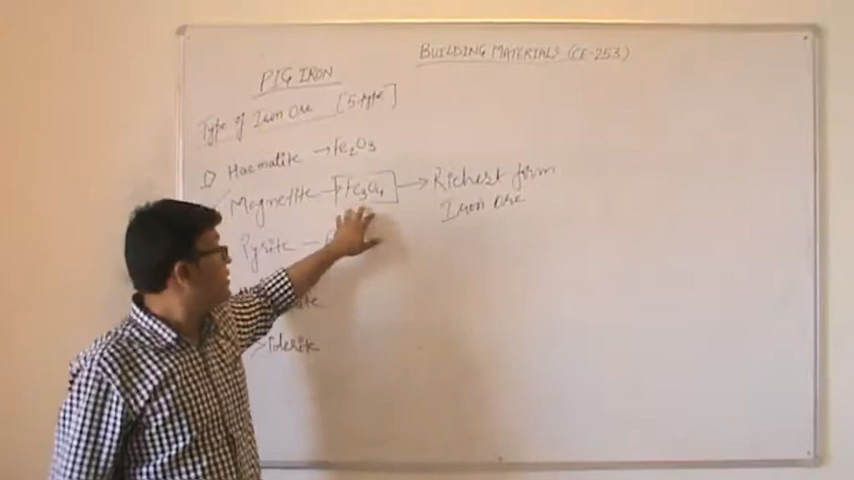 BUILDING MATERIALS (CE-253)
PIG IRON
Type of Iron Ore [5-type]
Haematite → Fe2O3
Magnetite → Fe3O4 → Richest form
Iron Ore
Pyrite —
iderite